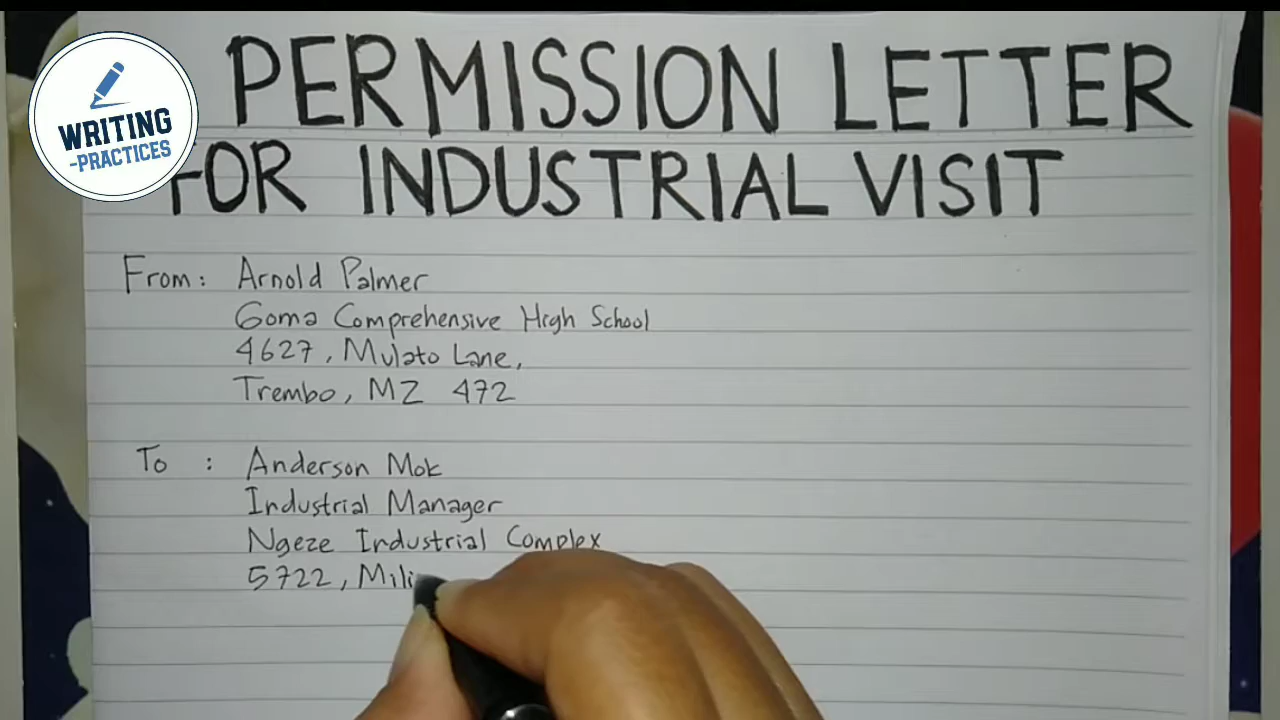 WRITING
-PRACTICES
PERMISSION LETTER
FOR INDUSTRIAL VISIT
From: Arnold Palmer
Goma Comprehensive High School
4627, Mulato Lane,
Trembo, MZ 472
To : Anderson Mok
Industrial Manager
Ngeze Industrial Complex
5722, Mili